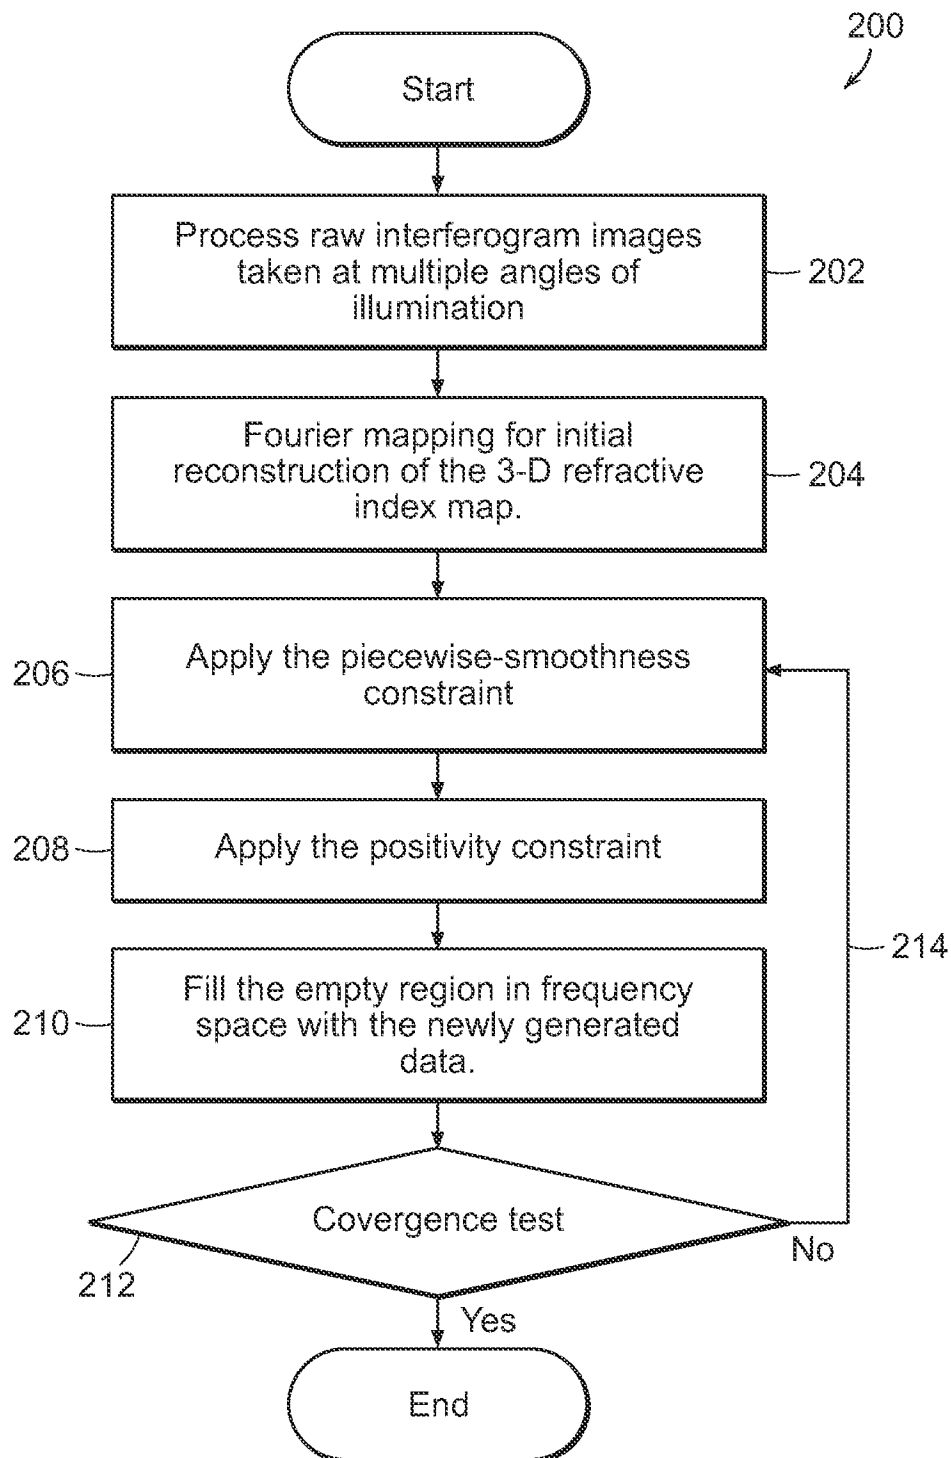 200
Start
Process raw interferogram images
taken at multiple angles of
illumination
202
Fourier mapping for initial
reconstruction of the 3-D refractive
index map.
204
Apply the piecewise-smoothness
constraint
206
Apply the positivity constraint
208
Fill the empty region in frequency
space with the newly generated
data.
210
214
Covergence test
212
No
Yes
End